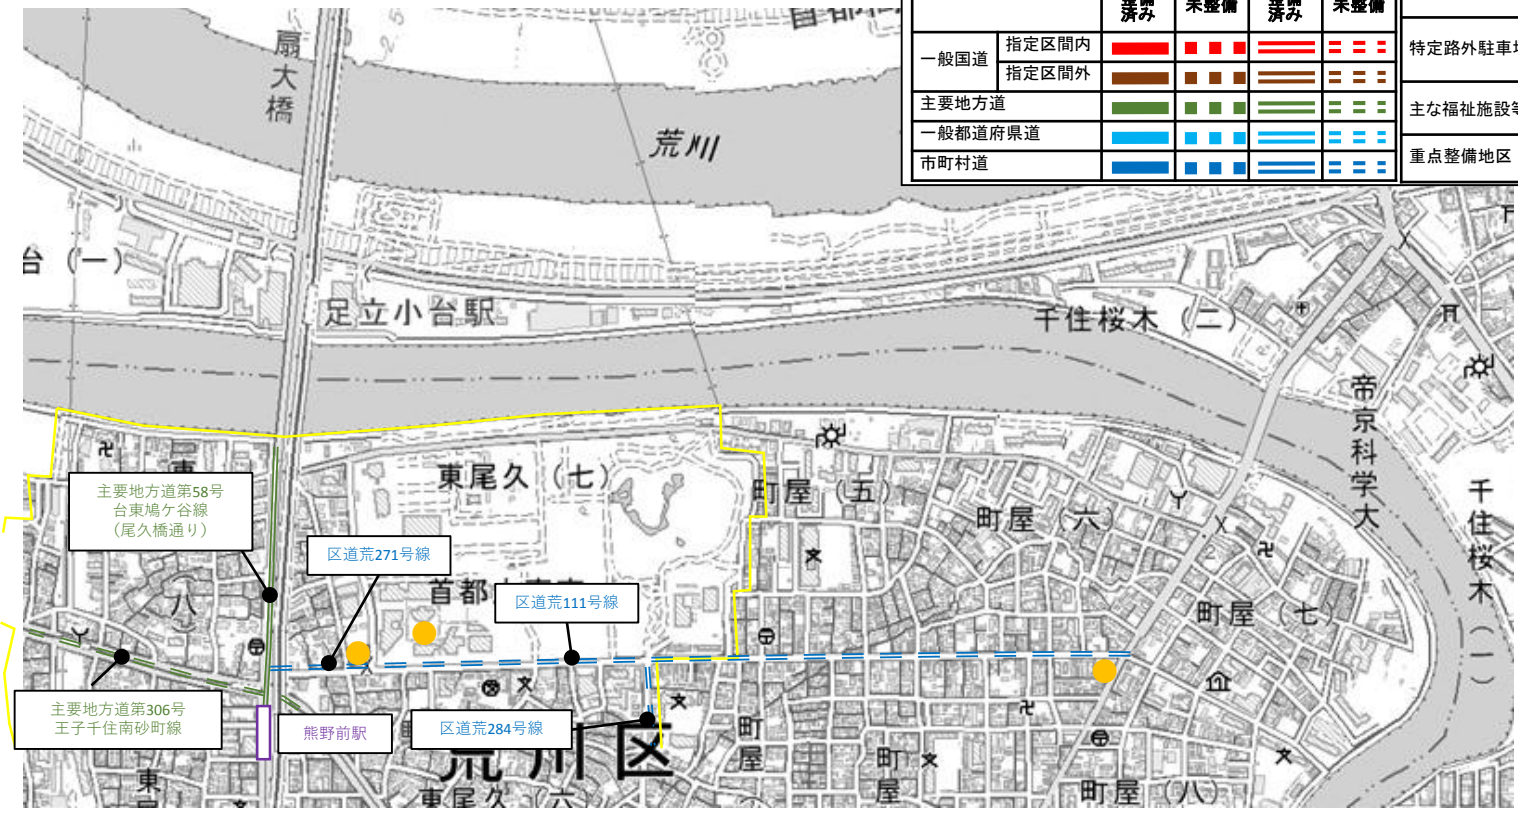 済み
未整備
済み
未整備
一般国道
指定区間内
指定区間外
主要地方道
一般都道府県道
市町村道
特定路外駐車場
主な福祉施設等
重点整備地区
扇大橋
荒川
台(一)
足立小台駅
千住桜木(二)
帝京科学大
千住桜木(一)
東尾久(七)
町屋(五)
町屋(六)
町屋(七)
町屋(八)
主要地方道第58号
台東鳩ケ谷線
(尾久橋通り)
区道荒271号線
区道荒111号線
八
主要地方道第306号
王子千住南砂町線
熊野前駅
区道荒284号線
荒川区
東尾久(六)
町屋
町屋
東